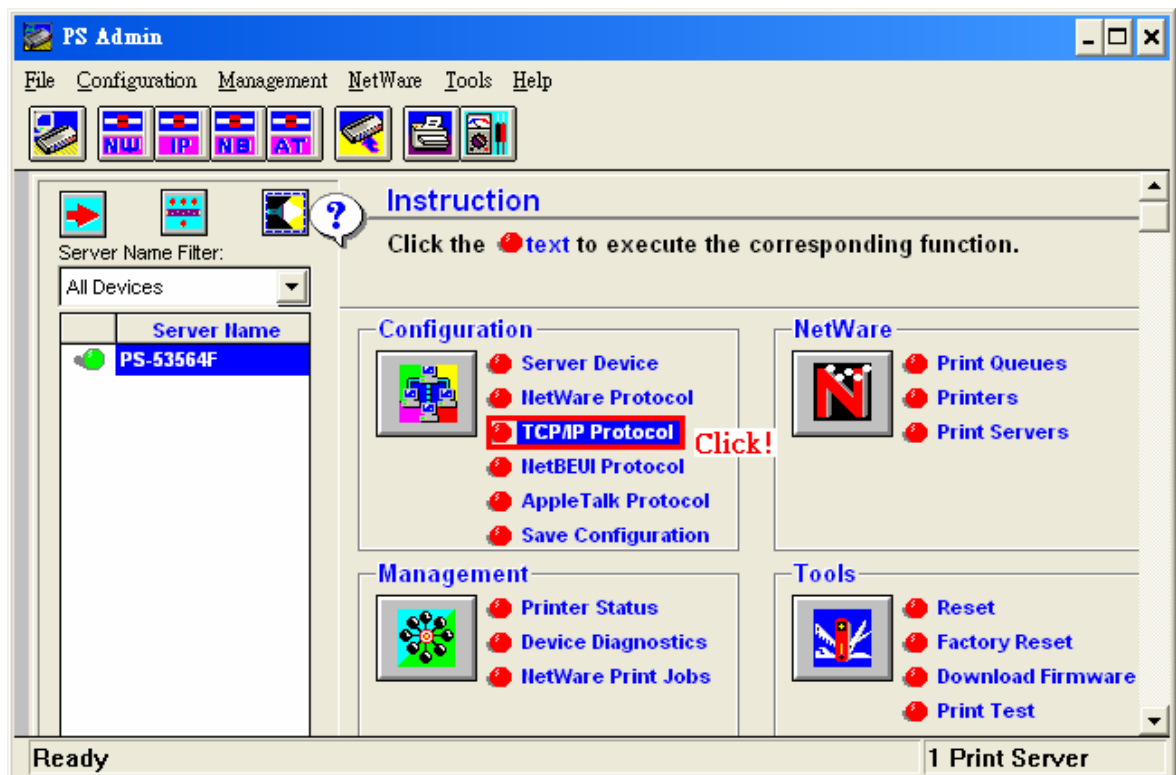 PS Admin
File Configuration Management NetWare Tools Help
NW IP NB AT
?
Instruction
Click the text to execute the corresponding function.
Server Name Filter:
All Devices
Server Name
PS-53564F
Configuration
Server Device
NetWare Protocol
TCP/IP Protocol
Click!
NetBEUI Protocol
AppleTalk Protocol
Save Configuration
NetWare
N
Print Queues
Printers
Print Servers
Management
Printer Status
Device Diagnostics
NetWare Print Jobs
Tools
Reset
Factory Reset
Download Firmware
Print Test
Ready
1 Print Server